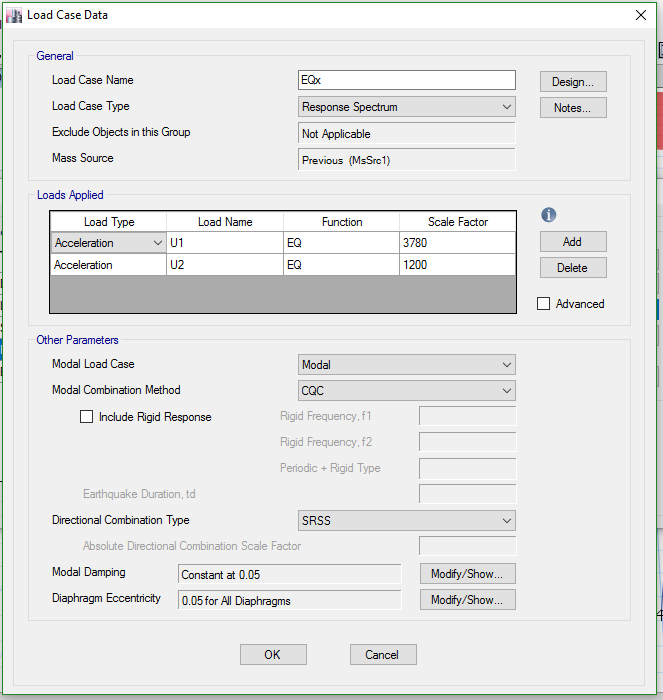 Load Case Data
General
Load Case Name EQx Design...
Load Case Type Response Spectrum Notes...
Exclude Objects in this Group Not Applicable
Mass Source Previous (MsSrc1)
Loads Applied
Load Type Load Name Function Scale Factor
Acceleration U1 EQ 3780 Add
Acceleration U2 EQ 1200 Delete
Advanced
Other Parameters
Modal Load Case Modal
Modal Combination Method CQC
Include Rigid Response Rigid Frequency, f1
Rigid Frequency, f2
Periodic + Rigid Type
Earthquake Duration, td
Directional Combination Type SRSS
Absolute Directional Combination Scale Factor
Modal Damping Constant at 0.05 Modify/Show...
Diaphragm Eccentricity 0.05 for All Diaphragms Modify/Show...
OK Cancel